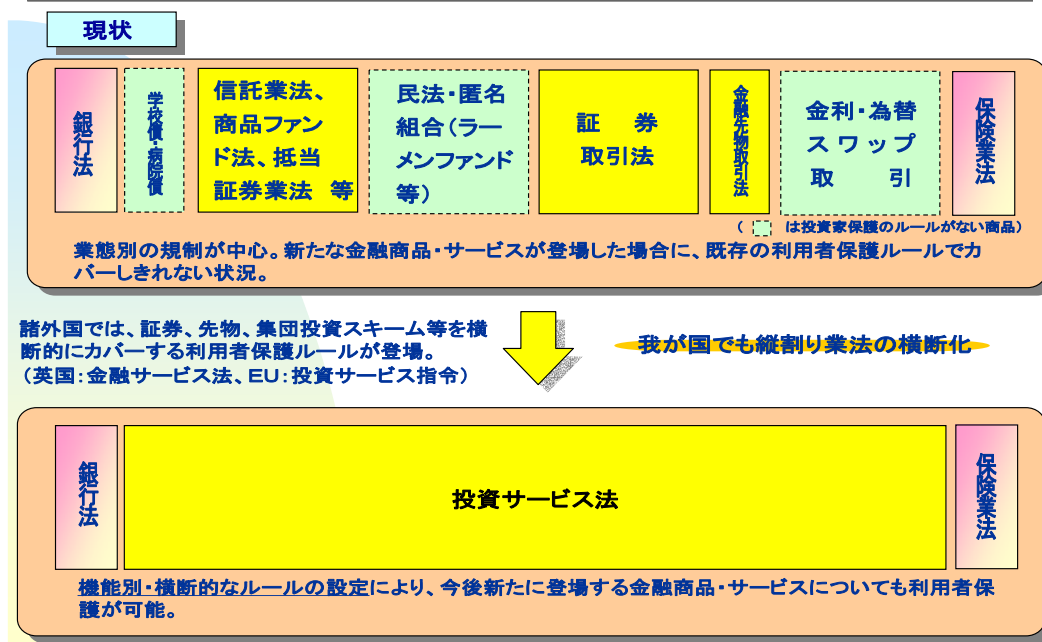 現状
銀行法
学校債・病院債
信託業法、
商品ファン
ド法、抵当
証券業法 等
民法・匿名
組合(ラー
メンファンド
等)
証 券
取引法
金融先物取引法
金利・為替
スワップ
取 引
保険業法
( は投資家保護のルールがない商品)
業態別の規制が中心。新たな金融商品・サービスが登場した場合に、既存の利用者保護ルールでカ
バーしきれない状況。
諸外国では、証券、先物、集団投資スキーム等を横
断的にカバーする利用者保護ルールが登場。
(英国:金融サービス法、EU:投資サービス指令)
我が国でも縦割り業法の横断化
銀行法
投資サービス法
保険業法
機能別・横断的なルールの設定により、今後新たに登場する金融商品・サービスについても利用者保
護が可能。